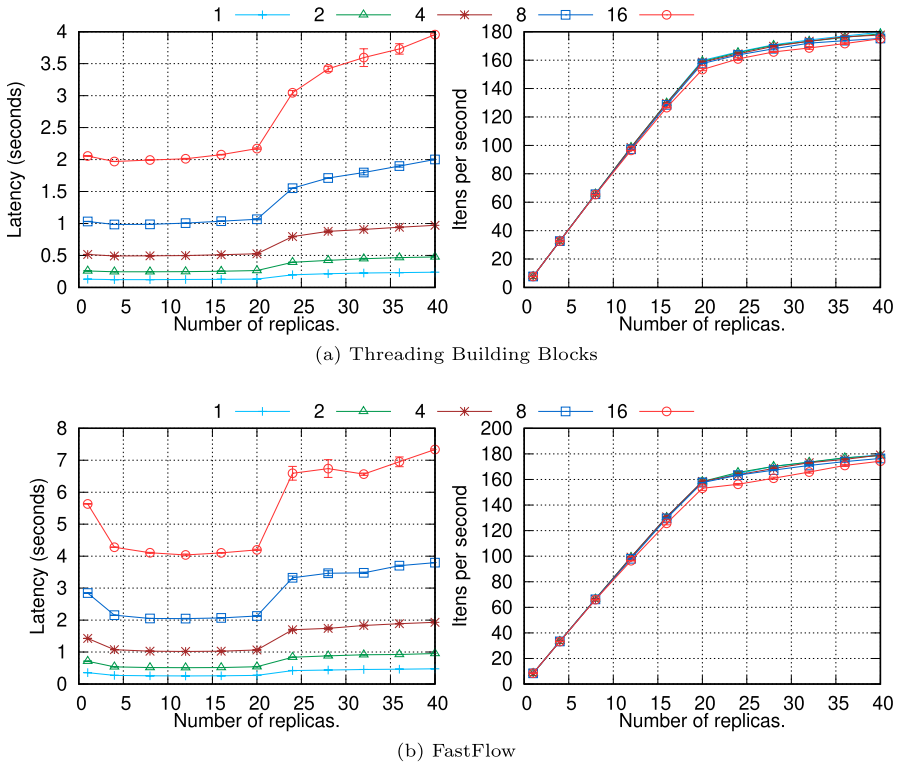 1 2 4 8 16
4
3.5
3
2.5
2
1.5
1
0.5
0
Latency (seconds)
0 5 10 15 20 25 30 35 40
Number of replicas.
180
160
140
120
100
80
60
40
20
0
Itens per second
0 5 10 15 20 25 30 35 40
Number of replicas.
(a) Threading Building Blocks
1 2 4 8 16
8
7
6
5
4
3
2
1
0
Latency (seconds)
0 5 10 15 20 25 30 35 40
Number of replicas.
200
180
160
140
120
100
80
60
40
20
0
Itens per second
0 5 10 15 20 25 30 35 40
Number of replicas.
(b) FastFlow